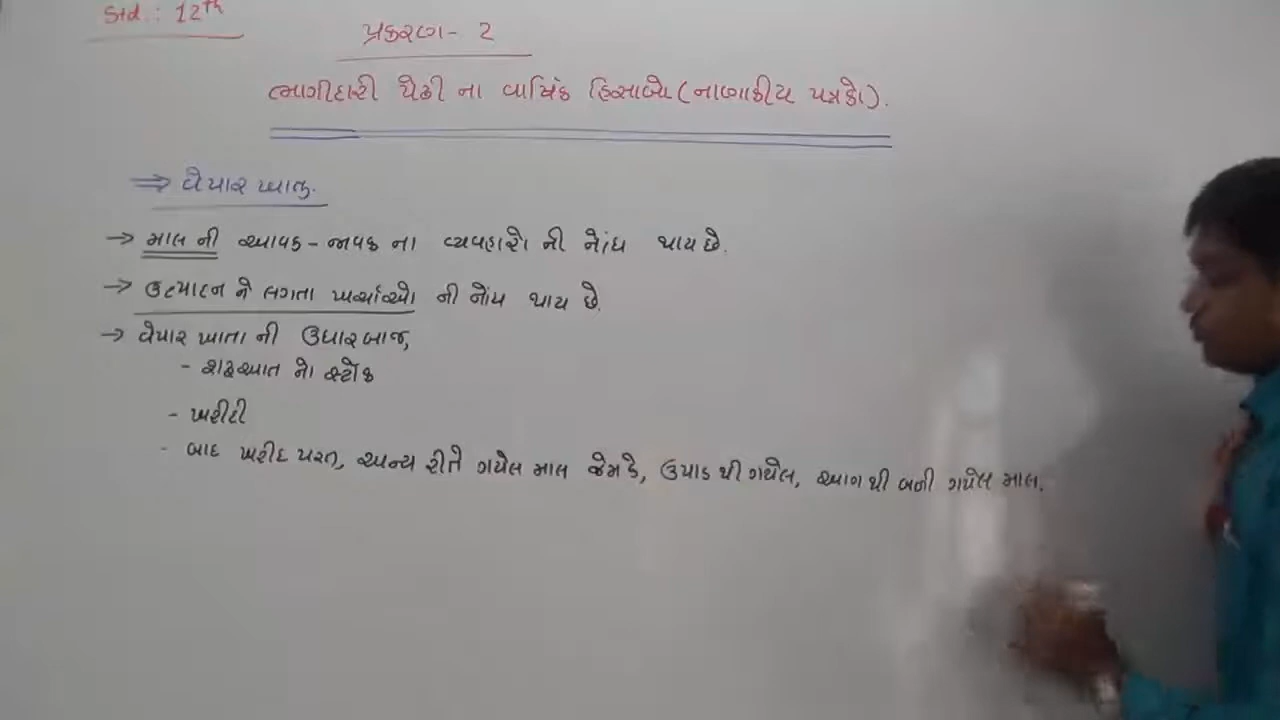 Std.: 12th
પ્રકરણ- 2
ભાગીદારી પેઢી ના વાર્ષિક હિસાબો (નાણાકીય પત્રકો).
⇒ વેપાર ખાતુ.
→ માલ ની આવક - જાવક ના વ્યવહારો ની નોંધ થાય છે.
→ ઉત્પાદન ને લગતા ખર્ચાઓ ની નોંધ થાય છે.
→ વેપાર ખાતા ની ઉધારબાજુ,
- શરૂઆત નો સ્ટોક
- ખરીદી
- બાદ ખરીદ પરત, અન્ય રીતે ગયેલ માલ જેમકે, ઉપાડ થી ગયેલ, આગ થી બળી ગયેલ માલ.